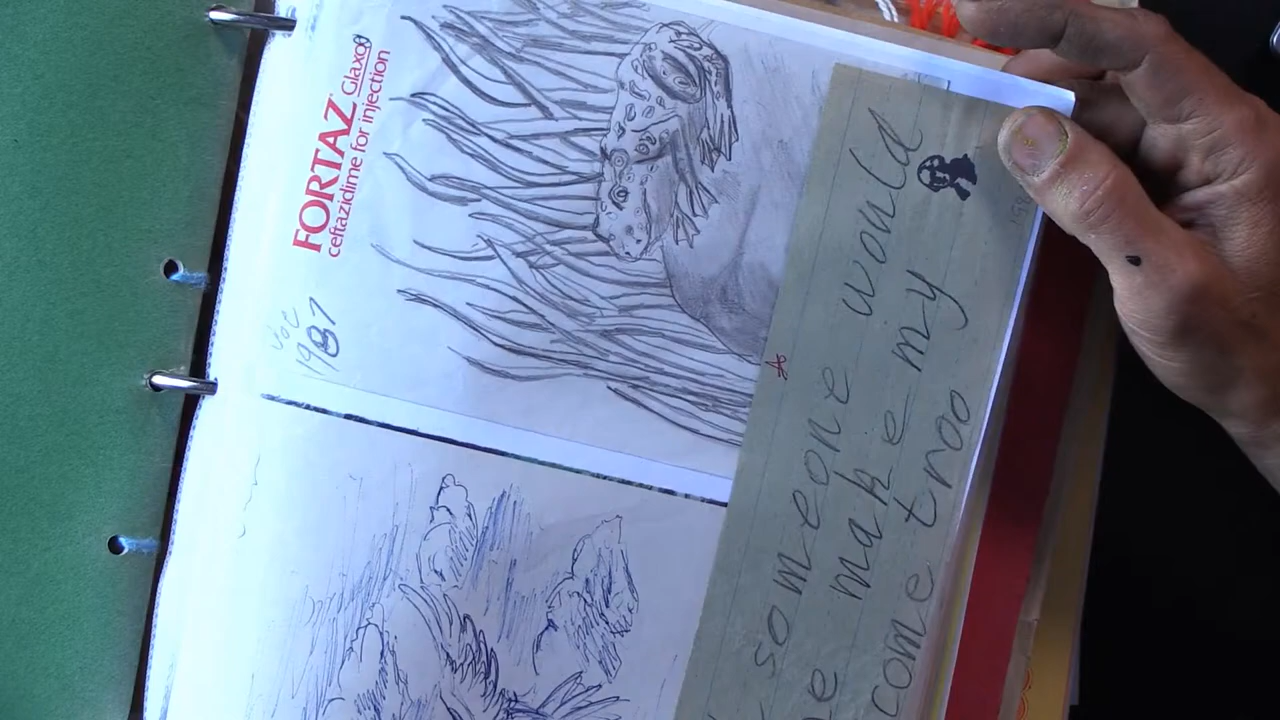 FORTAZ Glaxo
ceftazidime for injection
1987
someone would
make my
come troo